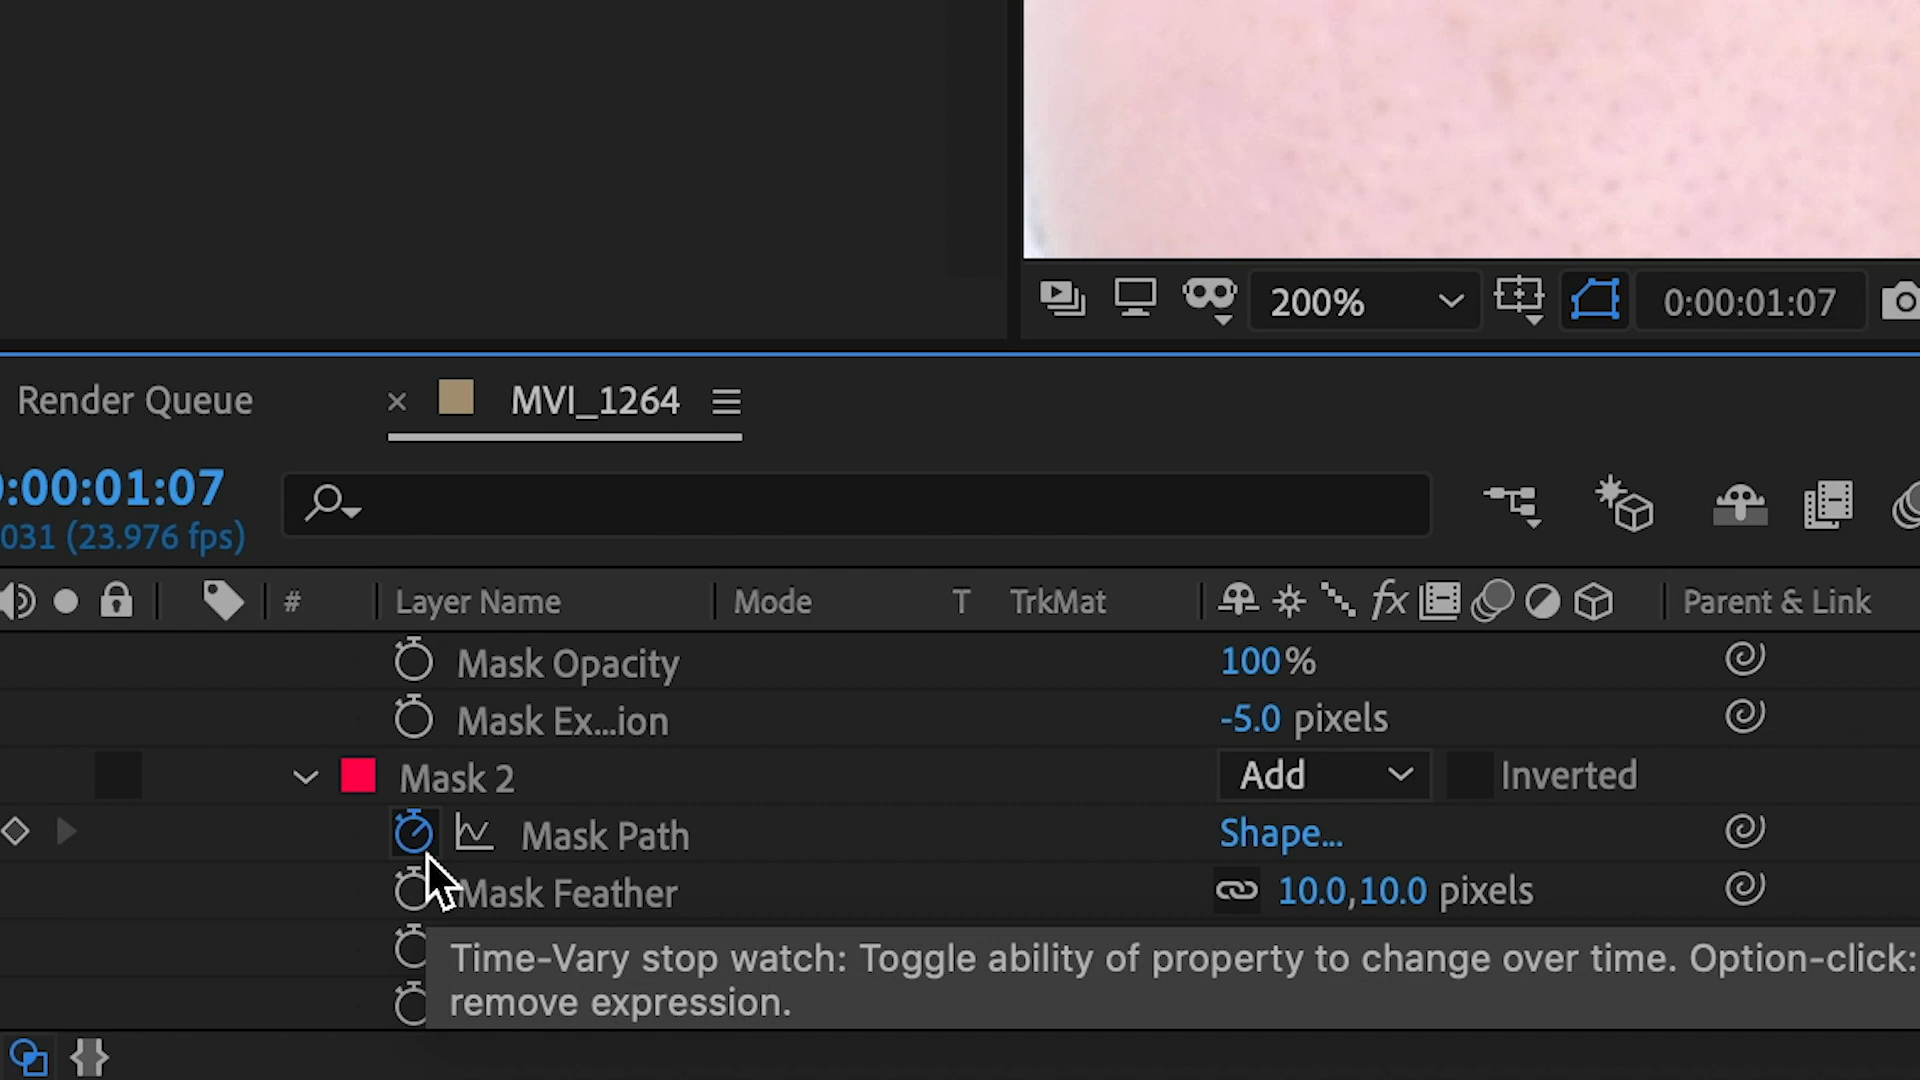 200%
0:00:01:07
Render Queue
MVI_1264
0:00:01:07
031 (23.976 fps)
# Layer Name Mode T TrkMat fx Parent & Link
Mask Opacity 100%
Mask Ex...ion -5.0 pixels
Mask 2 Add Inverted
Mask Path Shape...
Mask Feather 10.0,10.0 pixels
Time-Vary stop watch: Toggle ability of property to change over time. Option-click:
remove expression.